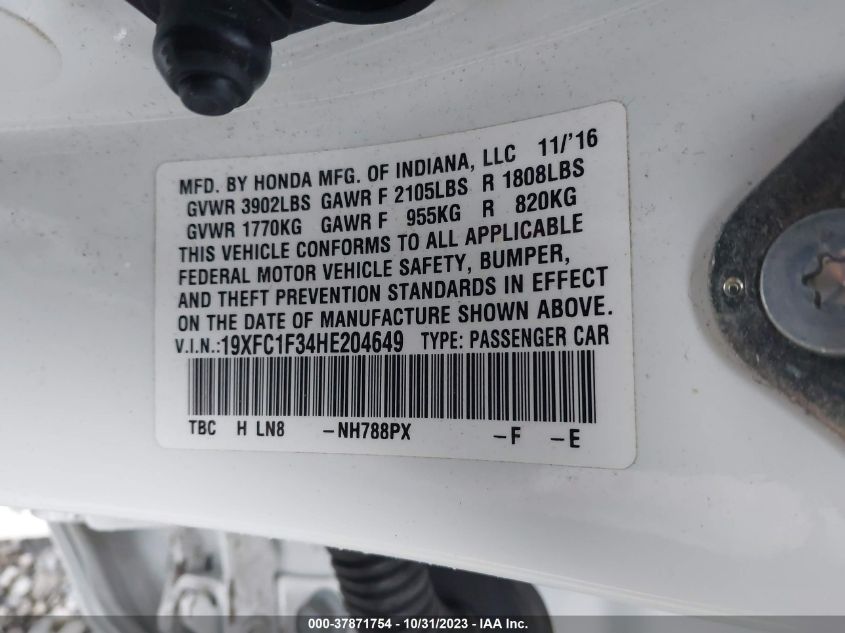 MFD. BY HONDA MFG. OF INDIANA, LLC 11/'16
GVWR 3902LBS GAWR F 2105LBS R 1808LBS
GVWR 1770KG GAWR F 955KG R 820KG
THIS VEHICLE CONFORMS TO ALL APPLICABLE
FEDERAL MOTOR VEHICLE SAFETY, BUMPER,
AND THEFT PREVENTION STANDARDS IN EFFECT
ON THE DATE OF MANUFACTURE SHOWN ABOVE.
V.I.N.:19XFC1F34HE204649 TYPE: PASSENGER CAR
TBC H LN8 -NH788PX -F -E
000-37871754 - 10/31/2023 - IAA Inc.